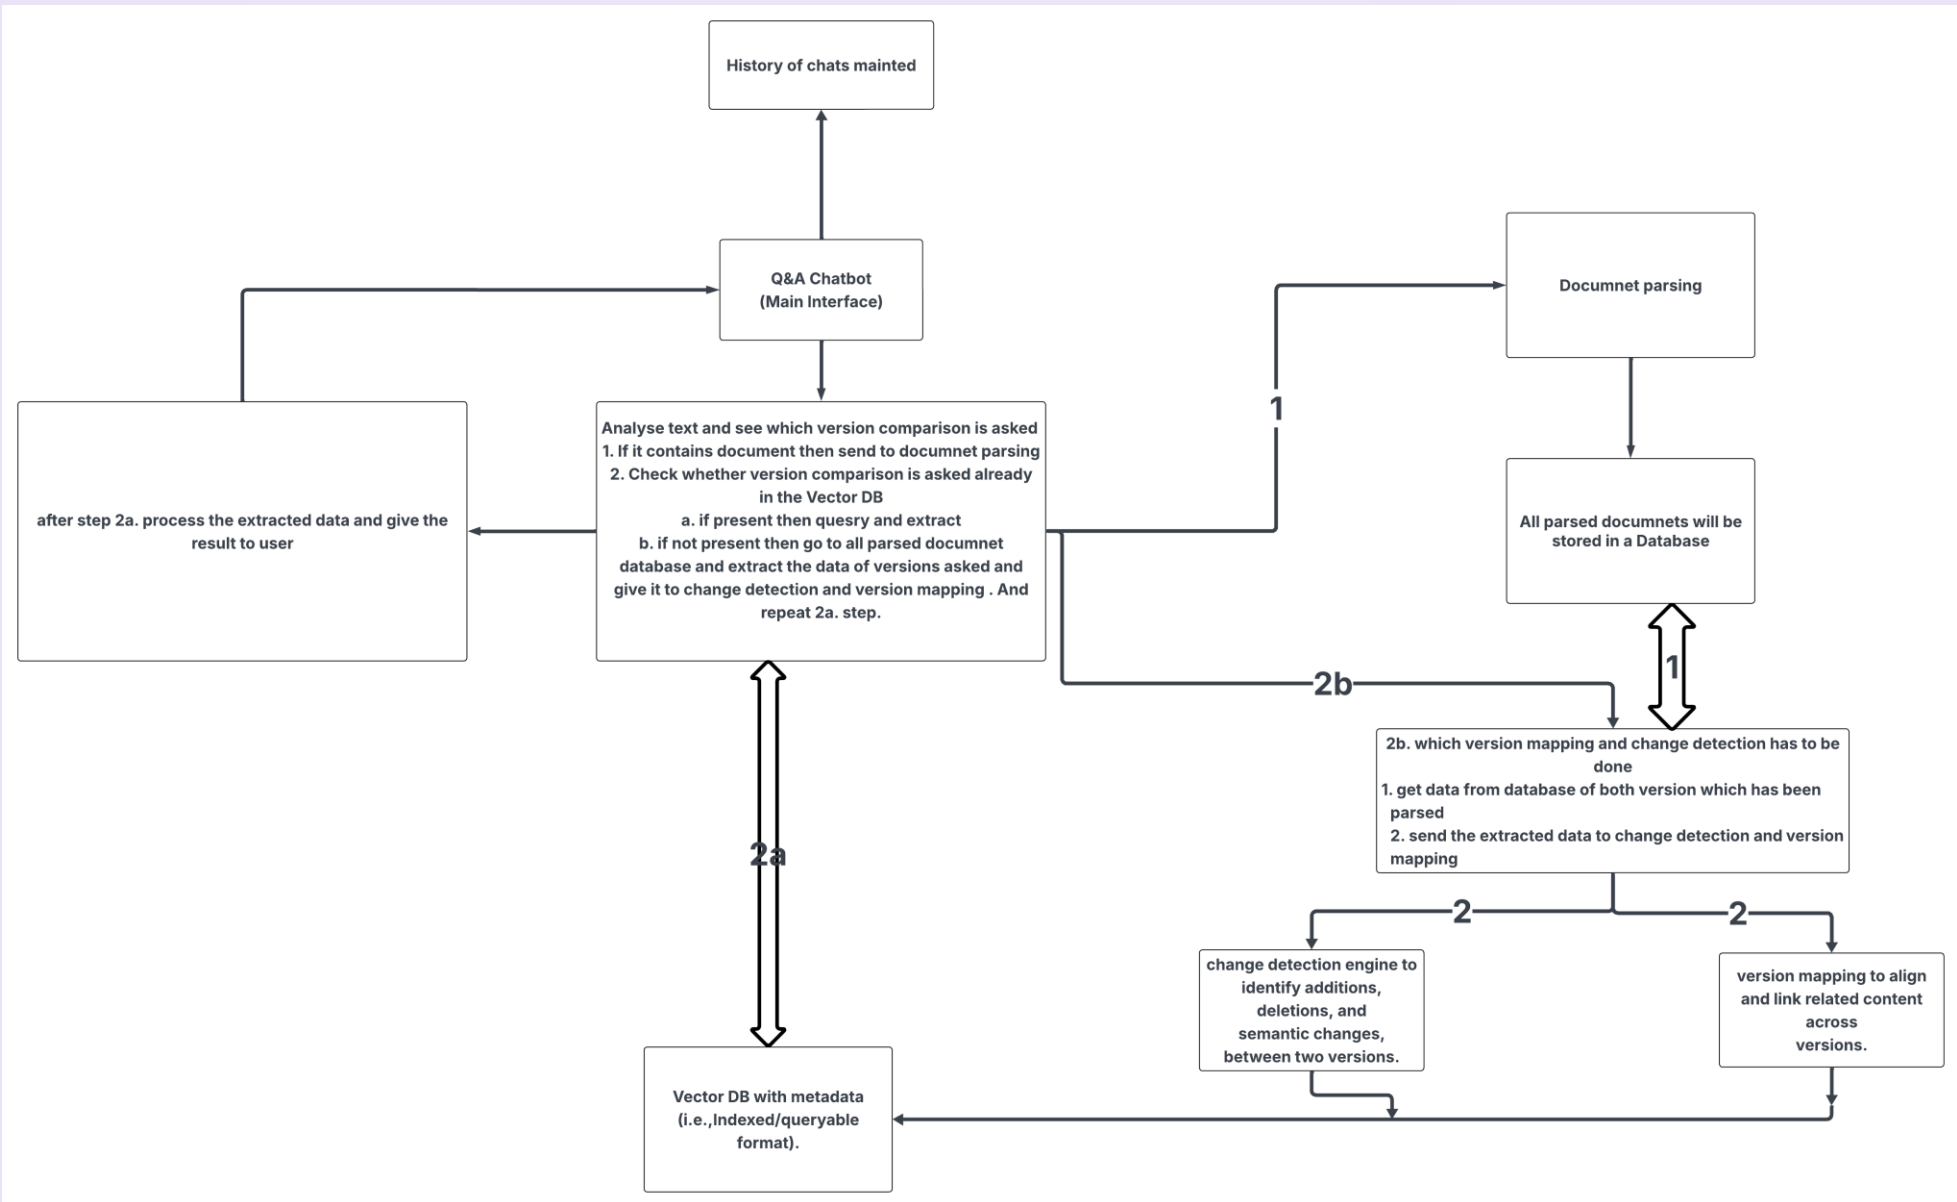 History of chats mainted
Q&A Chatbot
(Main Interface)
Documnet parsing
1
Analyse text and see which version comparison is asked
1. If it contains document then send to documnet parsing
2. Check whether version comparison is asked already
in the Vector DB
a. if present then quesry and extract
b. if not present then go to all parsed documnet
database and extract the data of versions asked and
give it to change detection and version mapping . And
repeat 2a. step.
after step 2a. process the extracted data and give the
result to user
All parsed documnets will be
stored in a Database
1
2b
2b. which version mapping and change detection has to be
done
1. get data from database of both version which has been
parsed
2. send the extracted data to change detection and version
mapping
2a
2
2
change detection engine to
identify additions,
deletions, and
semantic changes,
between two versions.
version mapping to align
and link related content
across
versions.
Vector DB with metadata
(i.e.,Indexed/queryable
format).